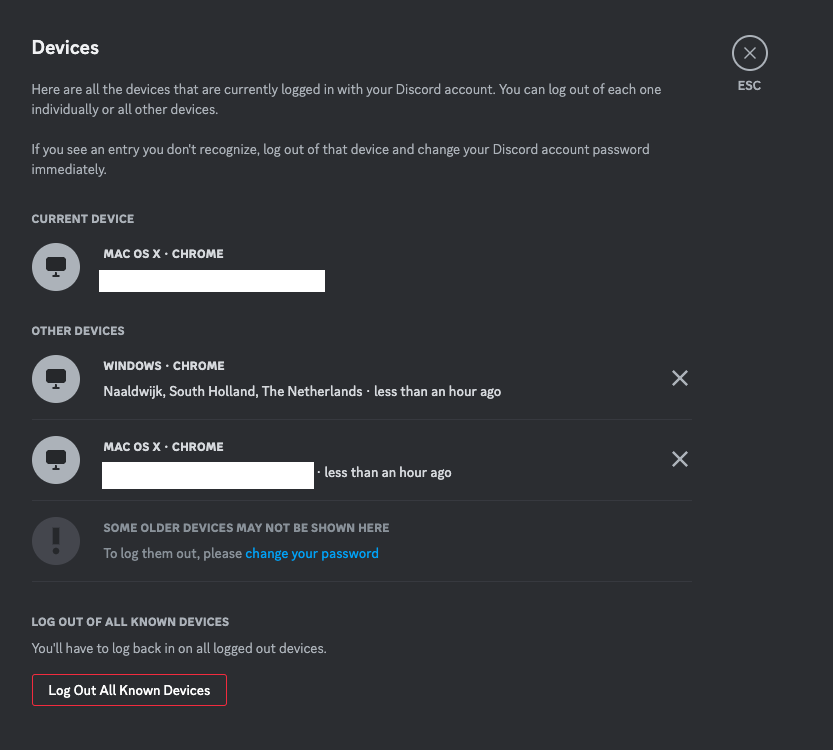 Devices
ESC
Here are all the devices that are currently logged in with your Discord account. You can log out of each one
individually or all other devices.
If you see an entry you don't recognize, log out of that device and change your Discord account password
immediately.
CURRENT DEVICE
MAC OS X · CHROME
OTHER DEVICES
WINDOWS · CHROME
Naaldwijk, South Holland, The Netherlands · less than an hour ago
MAC OS X · CHROME
· less than an hour ago
SOME OLDER DEVICES MAY NOT BE SHOWN HERE
To log them out, please change your password
LOG OUT OF ALL KNOWN DEVICES
You'll have to log back in on all logged out devices.
Log Out All Known Devices